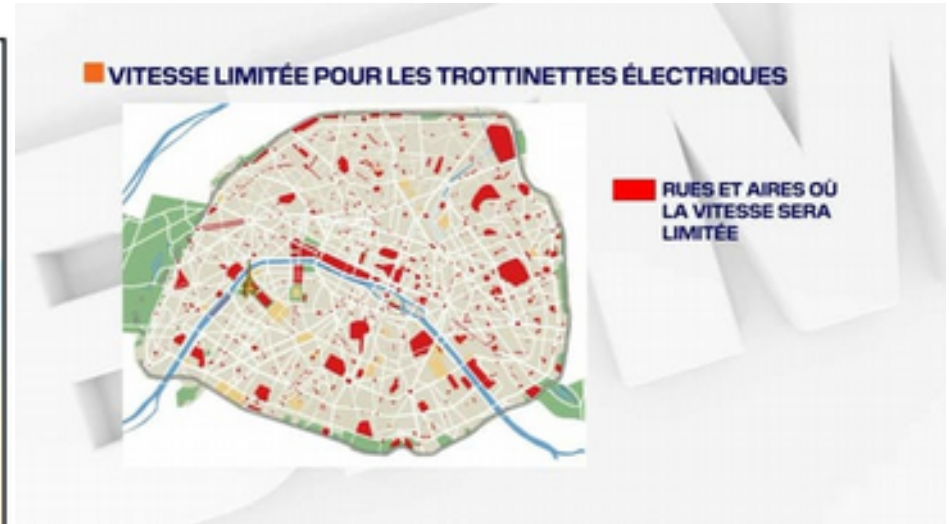 VITESSE LIMITÉE POUR LES TROTTINETTES ÉLECTRIQUES
RUES ET AIRES OÙ
LA VITESSE SERA
LIMITÉE